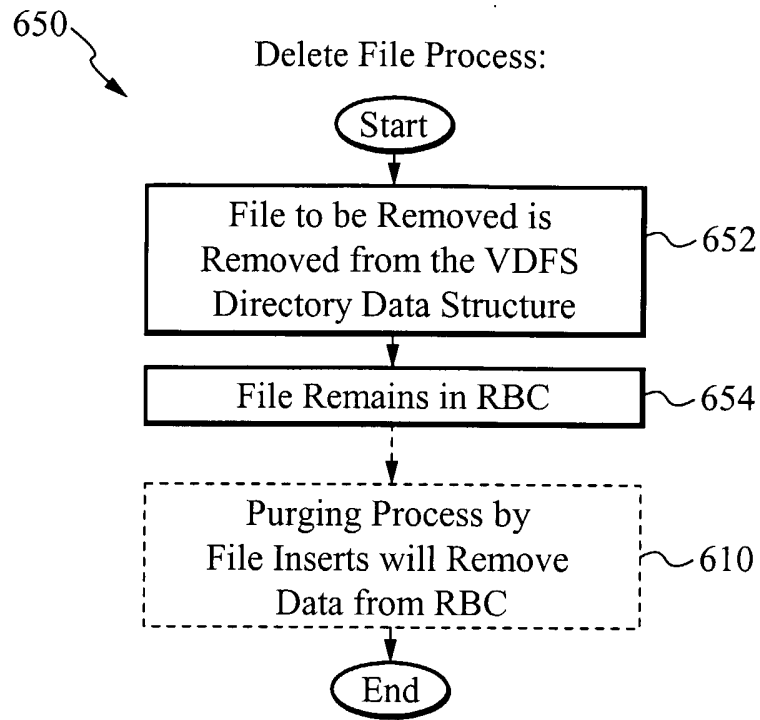 650
Delete File Process:
Start
File to be Removed is
Removed from the VDFS
Directory Data Structure
652
File Remains in RBC
654
Purging Process by
File Inserts will Remove
Data from RBC
610
End